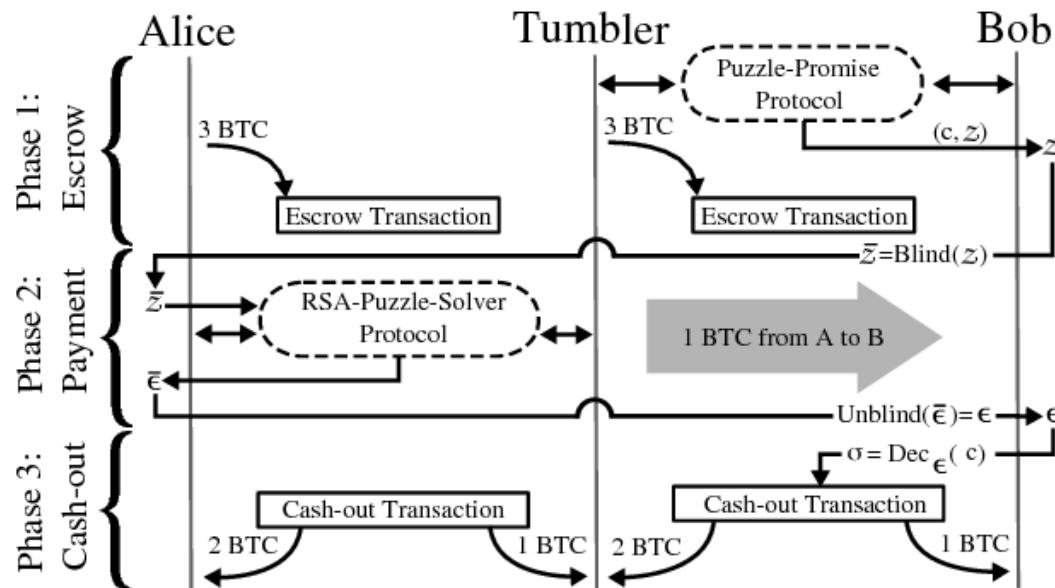 Alice
Tumbler
Bob
Phase 1:
Escrow
Puzzle-Promise
Protocol
3 BTC
3 BTC
(c, z)
z
Escrow Transaction
Escrow Transaction
z̄=Blind(z)
Phase 2:
Payment
z̄
RSA-Puzzle-Solver
Protocol
1 BTC from A to B
ϵ̄
Unblind(ϵ̄)= ϵ
ϵ
Phase 3:
Cash-out
σ = Dec_ϵ( c)
Cash-out Transaction
Cash-out Transaction
2 BTC
1 BTC
2 BTC
1 BTC